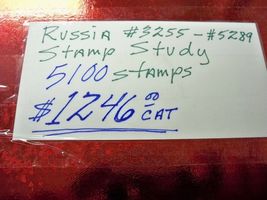 Russia #3255-#5289
Stamp Study
5100 stamps
$1246.00 CAT